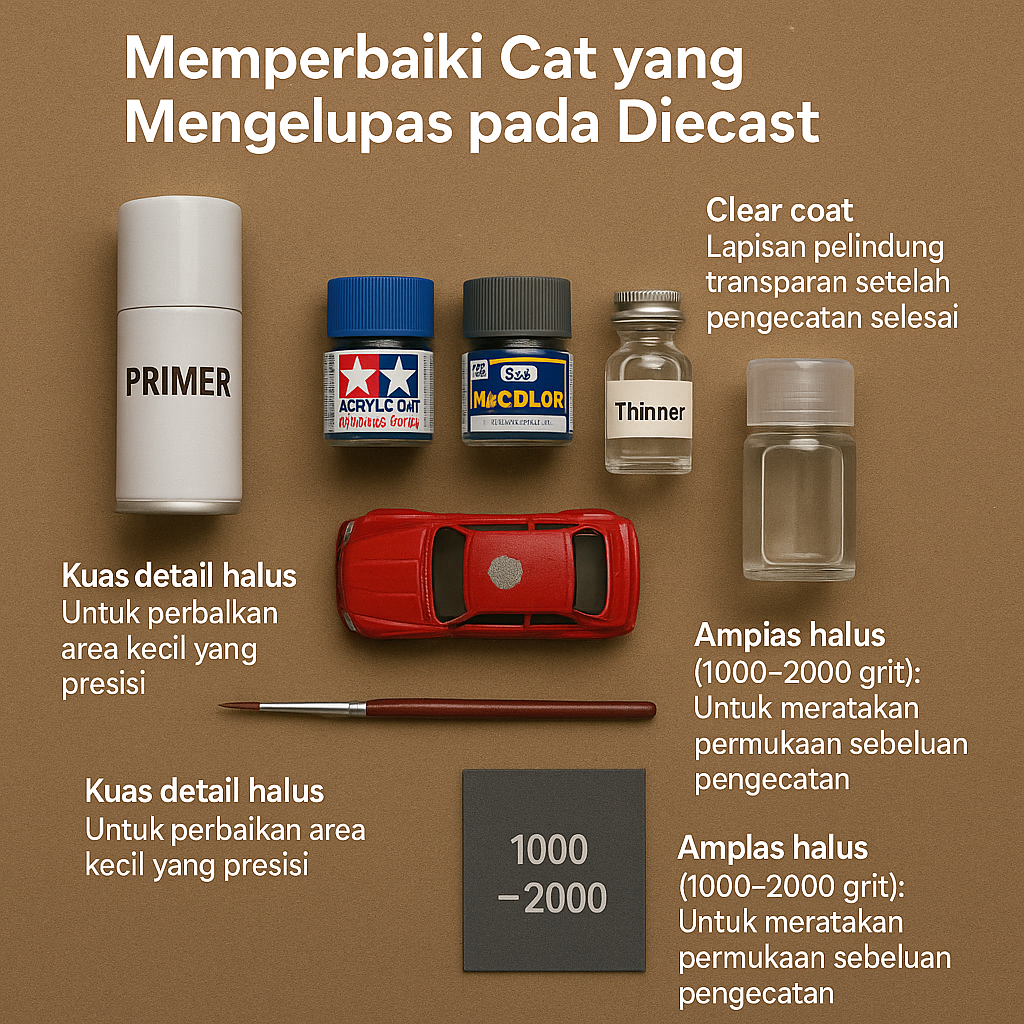 Memperbaiki Cat yang
Mengelupas pada Diecast
Clear coat
Lapisan pelindung
transparan setelah
pengecatan selesai
PRIMER
ACRYLC
MCDLOR
Thinner
Kuas detail halus
Untuk perbalkan
area kecil yang
presisi
Ampias halus
(1000–2000 grit):
Untuk meratakan
permukaan sebeluan
pengecatan
Kuas detail halus
Untuk perbaikan area
kecil yang presisi
1000
–2000
Amplas halus
(1000–2000 grit):
Untuk meratakan
permukaan sebeluan
pengecatan